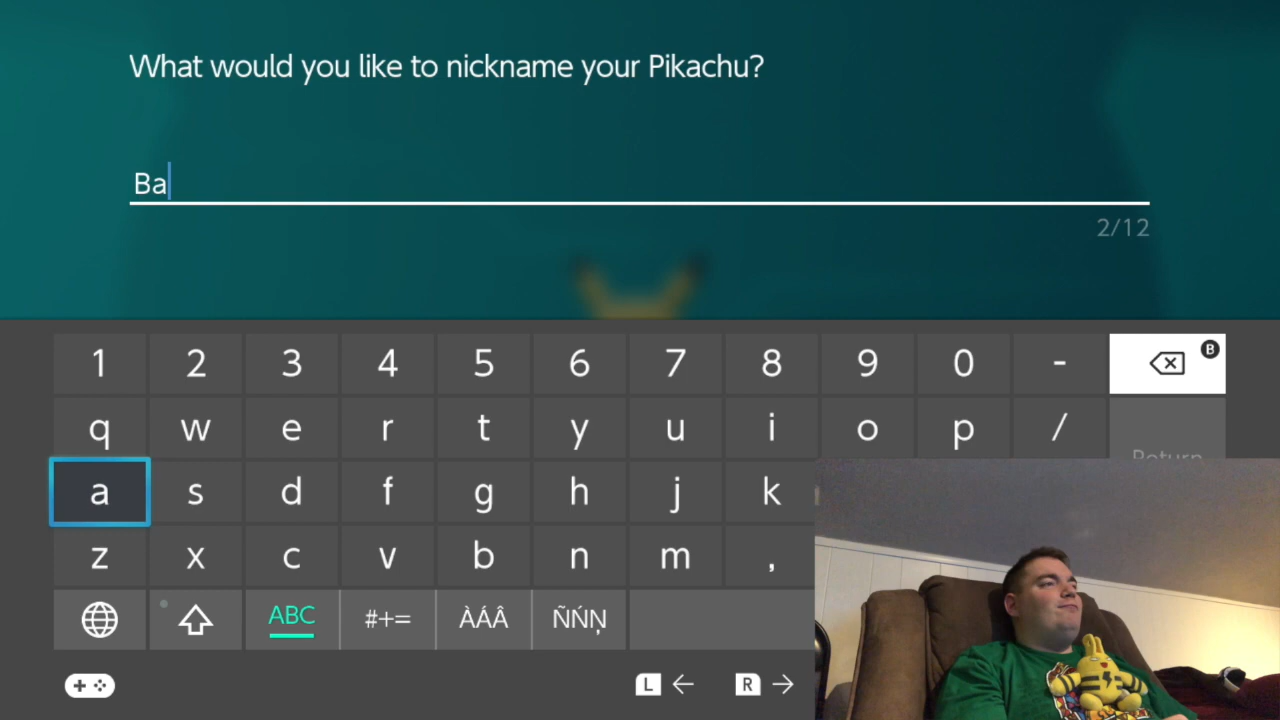 What would you like to nickname your Pikachu?
Ba
2/12
1 2 3 4 5 6 7 8 9 0 - B
q w e r t y u i o p /
Return
a s d f g h j k
z x c v b n m ,
ABC #+= ÀÁÂ ÑŃŅ
L ← R →